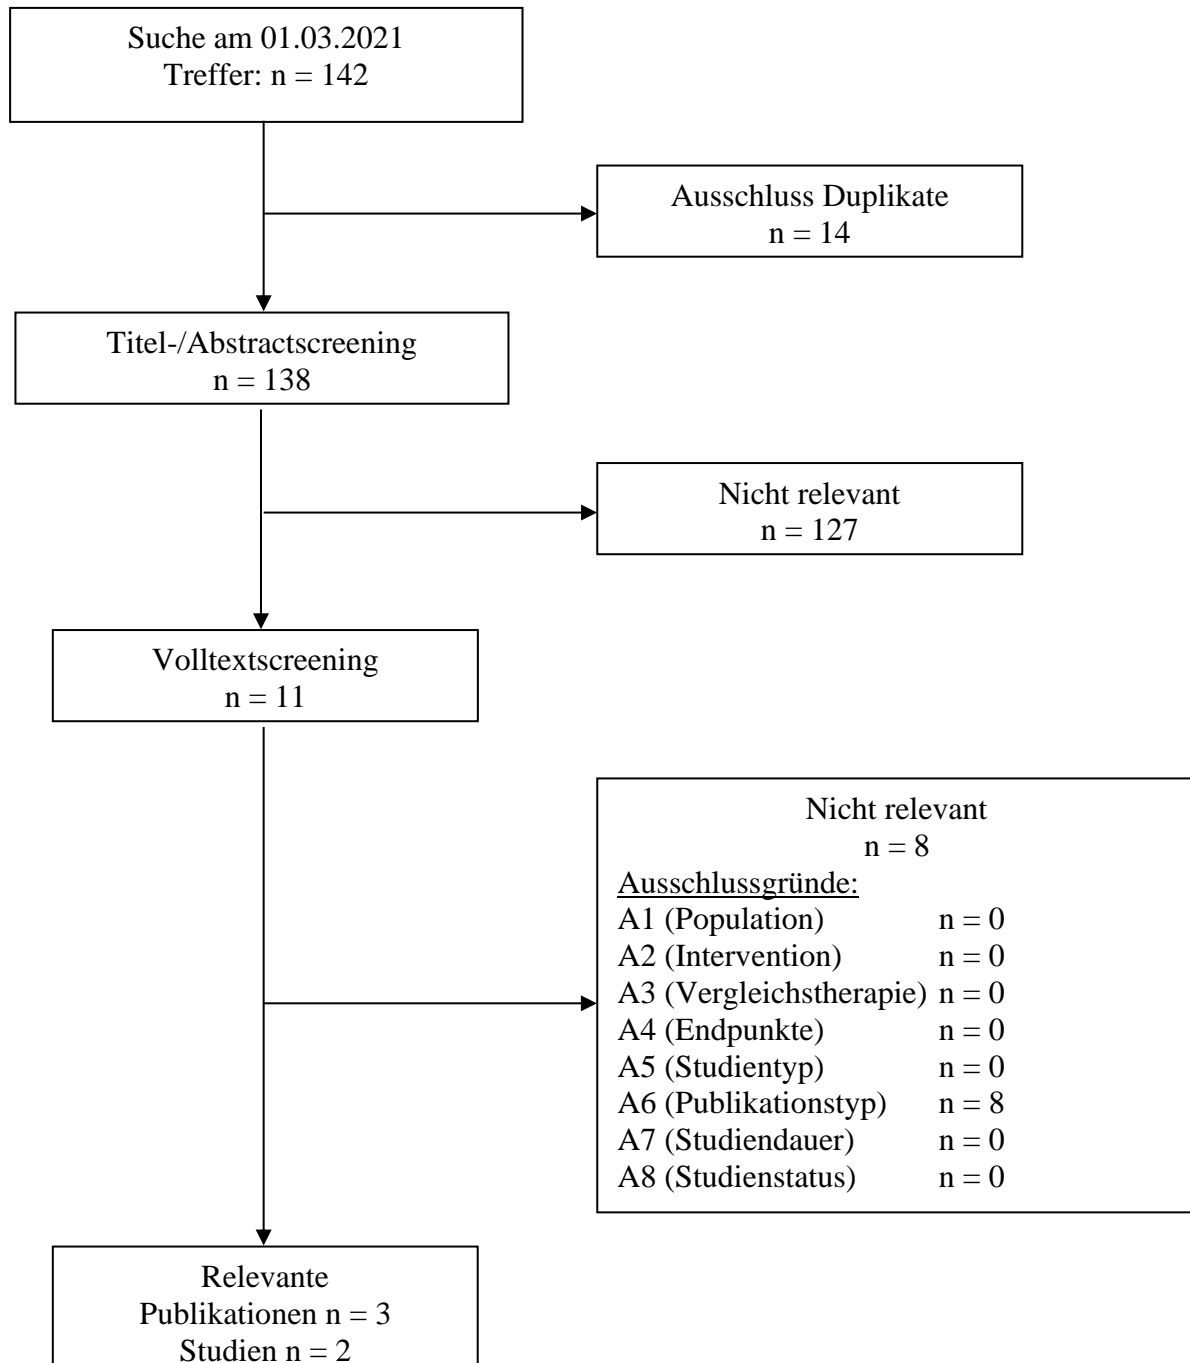 Suche am 01.03.2021
Treffer: n = 142
Ausschluss Duplikate
n = 14
Titel-/Abstractscreening
n = 138
Nicht relevant
n = 127
Volltextscreening
n = 11
Nicht relevant
n = 8
Ausschlussgründe:
A1 (Population) n = 0
A2 (Intervention) n = 0
A3 (Vergleichstherapie) n = 0
A4 (Endpunkte) n = 0
A5 (Studientyp) n = 0
A6 (Publikationstyp) n = 8
A7 (Studiendauer) n = 0
A8 (Studienstatus) n = 0
Relevante
Publikationen n = 3
Studien n = 2